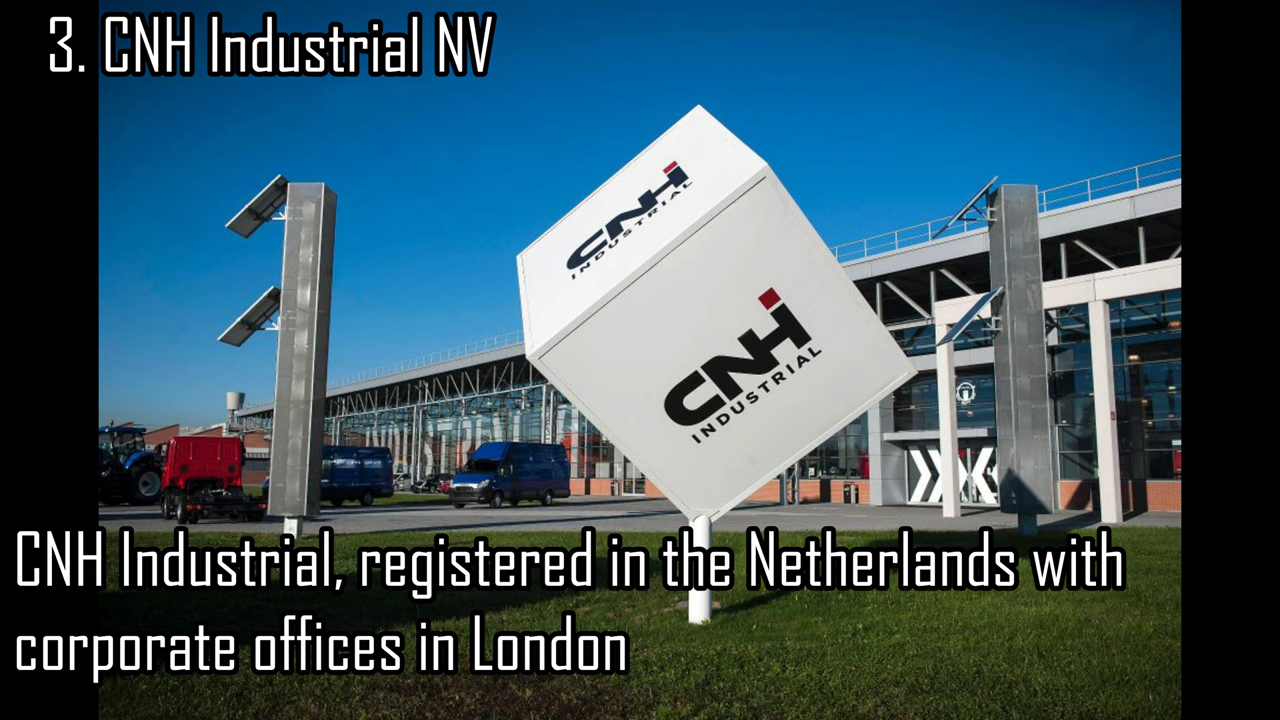 3. CNH Industrial NV
CNH
INDUSTRIAL
CNH
INDUSTRIAL
CNH Industrial, registered in the Netherlands with
corporate offices in London